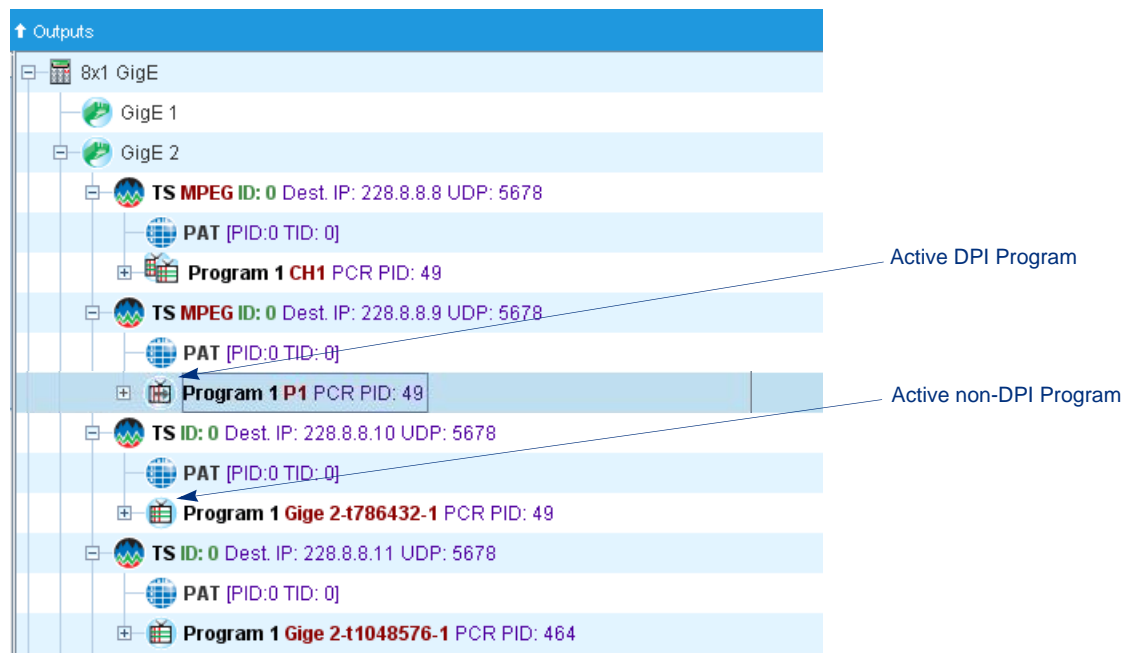 Outputs
8x1 GigE
GigE 1
GigE 2
TS MPEG ID: 0 Dest. IP: 228.8.8.8 UDP: 5678
PAT [PID:0 TID: 0]
Program 1 CH1 PCR PID: 49
Active DPI Program
TS MPEG ID: 0 Dest. IP: 228.8.8.9 UDP: 5678
PAT [PID:0 TID: 0]
Program 1 P1 PCR PID: 49
Active non-DPI Program
TS ID: 0 Dest. IP: 228.8.8.10 UDP: 5678
PAT [PID:0 TID: 0]
Program 1 Gige 2-t786432-1 PCR PID: 49
TS ID: 0 Dest. IP: 228.8.8.11 UDP: 5678
PAT [PID:0 TID: 0]
Program 1 Gige 2-t1048576-1 PCR PID: 464